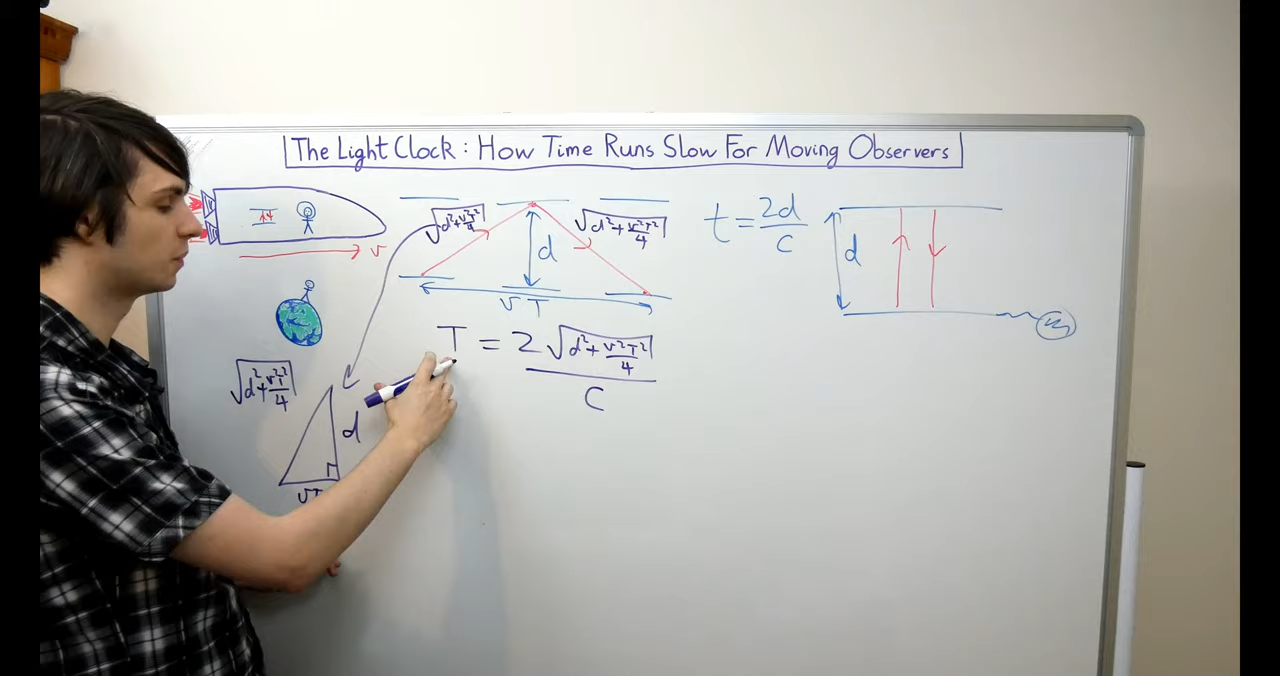 The Light Clock : How Time Runs Slow For Moving Observers
v
√(d²+v²T²/4)
√(d²+v²T²/4)
d
vT
t = 2d/c
d
T = 2√(d²+v²T²/4)/c
√(d²+v²T²/4)
d
vT